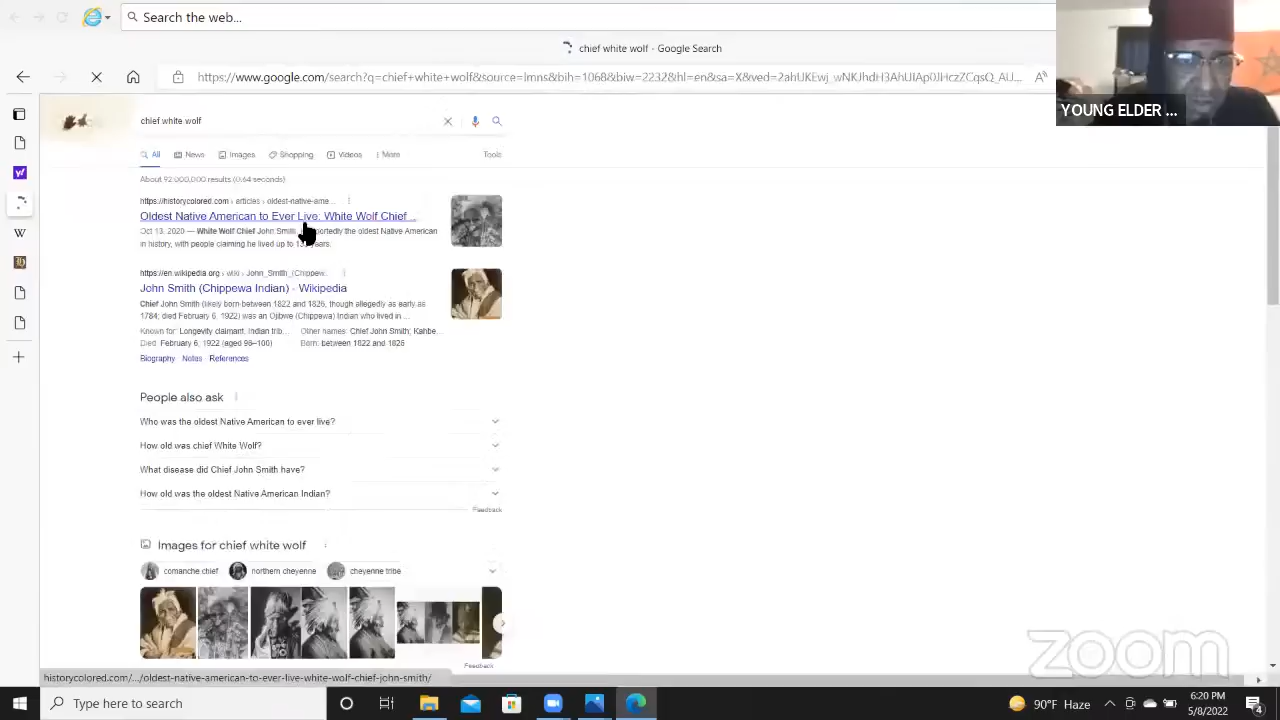 Search the web...
chief white wolf - Google Search
https://www.google.com/search?q=chief+white+wolf&source=lmns&bih=1068&biw=2232&hl=en&sa=X&ved=
YOUNG ELDER ...
chief white wolf
All News Images Shopping Videos More Tools
About 92,000,000 results (0.64 seconds)
https://historycolored.com › articles › oldest-native-ame...
Oldest Native American to Ever Live, White Wolf Chief ...
Oct 13, 2020 — White Wolf Chief John Smith, reportedly the oldest Native American
in history, with people claiming he lived up to years.
https://en.wikipedia.org › wiki › John_Smith_(Chippew...
John Smith (Chippewa Indian) - Wikipedia
Chief John Smith (likely born between 1822 and 1826, though allegedly as early as
1784; died February 6, 1922) was an Ojibwe (Chippewa) Indian who lived in ...
Known for: Longevity claimant, Indian trib... Other names: Chief John Smith; Kahbe...
Died: February 6, 1922 (aged 96–100) Born: between 1822 and 1826
Biography · Notes · References
People also ask
Who was the oldest Native American to ever live?
How old was chief White Wolf?
What disease did Chief John Smith have?
How old was the oldest Native American Indian?
Feedback
Images for chief white wolf
comanche chief northern cheyenne cheyenne tribe
Feedback
zoom
historycolored.com/.../oldest-native-american-to-ever-live-white-wolf-chief-john-smith/
Type here to search
90°F Haze
6:20 PM
5/8/2022
4